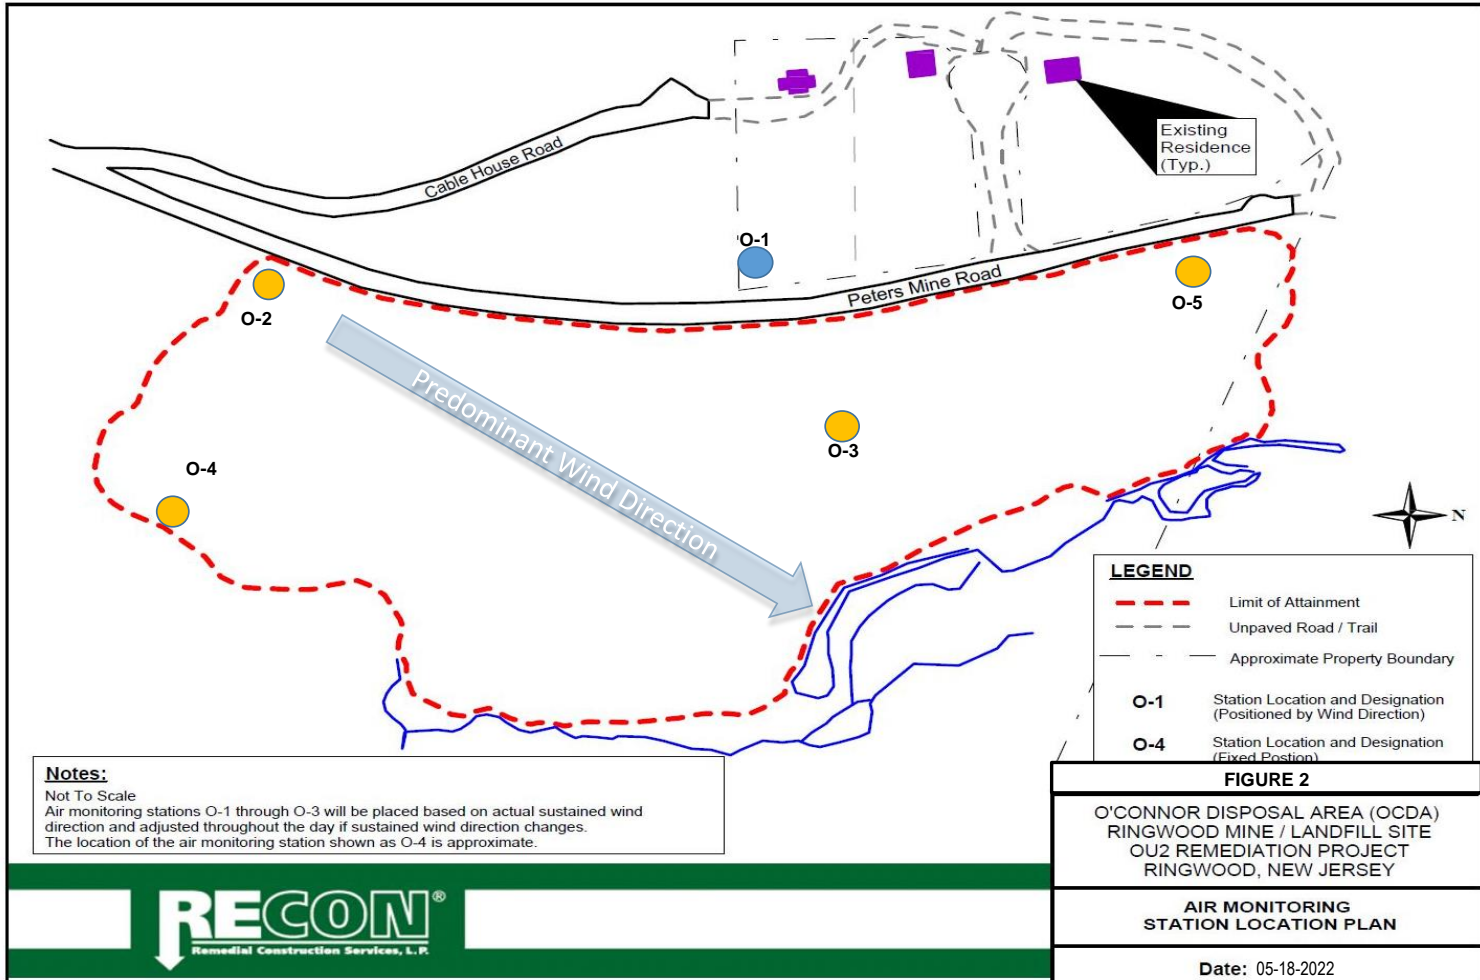 Existing
Residence
(Typ.)
Cable House Road
O-1
Peters Mine Road
O-2
O-5
Predominant Wind Direction
O-3
O-4
N
LEGEND
Limit of Attainment
Unpaved Road / Trail
Approximate Property Boundary
O-1 Station Location and Designation
(Positioned by Wind Direction)
O-4 Station Location and Designation
(Fixed Postion)
Notes:
Not To Scale
Air monitoring stations O-1 through O-3 will be placed based on actual sustained wind
direction and adjusted throughout the day if sustained wind direction changes.
The location of the air monitoring station shown as O-4 is approximate.
FIGURE 2
O'CONNOR DISPOSAL AREA (OCDA)
RINGWOOD MINE / LANDFILL SITE
OU2 REMEDIATION PROJECT
RINGWOOD, NEW JERSEY
AIR MONITORING
STATION LOCATION PLAN
Date: 05-18-2022
RECON®
Remedial Construction Services, L.P.